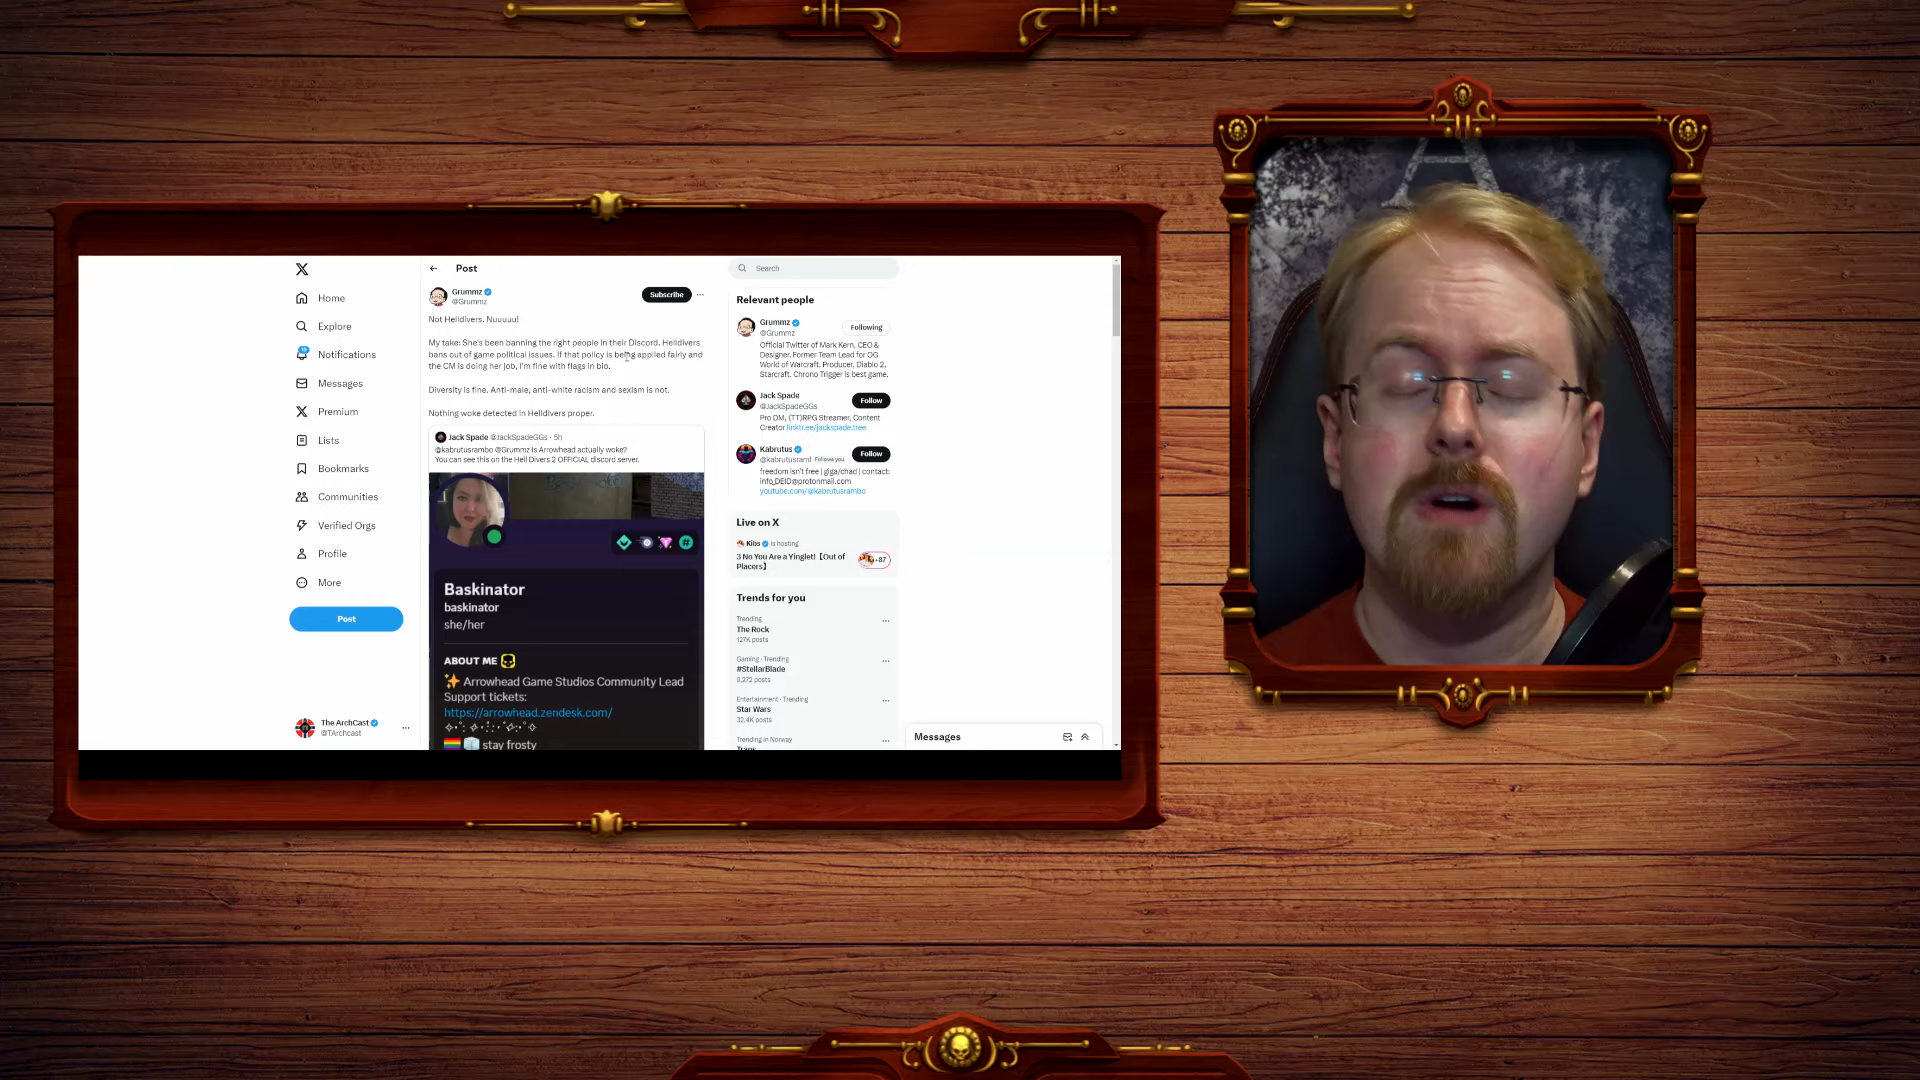 Home
Explore
Notifications
Messages
Premium
Lists
Bookmarks
Communities
Verified Orgs
Profile
More
Post
The ArchCast
@TArchcast
Post
Grummz
@Grummz
Subscribe
Not Helldivers. Nuuuuu!
My take: She's been banning the right people in their Discord. Helldivers
bans out of game political issues. If that policy is being applied fairly and
the CM is doing her job, I'm fine with flags in bio.
Diversity is fine. Anti-male, anti-white racism and sexism is not.
Nothing woke detected in Helldivers proper.
Jack Spade @JackSpadeGGs · 5h
@kabrutusrambo @Grummz is Arrowhead actually woke?
You can see this on the Hell Divers 2 OFFICIAL discord server.
Baskinator
baskinator
she/her
ABOUT ME
Arrowhead Game Studios Community Lead
Support tickets:
https://arrowhead.zendesk.com/
stay frosty
Search
Relevant people
Grummz
@Grummz
Following
Official Twitter of Mark Kern, CEO &
Designer. Former Team Lead for OG
World of Warcraft. Producer, Diablo 2,
Starcraft. Chrono Trigger is best game.
Jack Spade
@JackSpadeGGs
Follow
Pro DM, (TT)RPG Streamer, Content
Creator linktr.ee/jackspade.tree
Kabrutus
@kabrutusraml Follows you
Follow
freedom isn't free | giga/chad | contact:
info_DEID@protonmail.com
youtube.com/@kabrutusrambo
Live on X
Kibs is hosting
3 No You Are a Yinglet!【Out of
Placers】
+87
Trends for you
Trending
The Rock
127K posts
Gaming · Trending
#StellarBlade
9,272 posts
Entertainment · Trending
Star Wars
32.4K posts
Trending in Norway
Messages